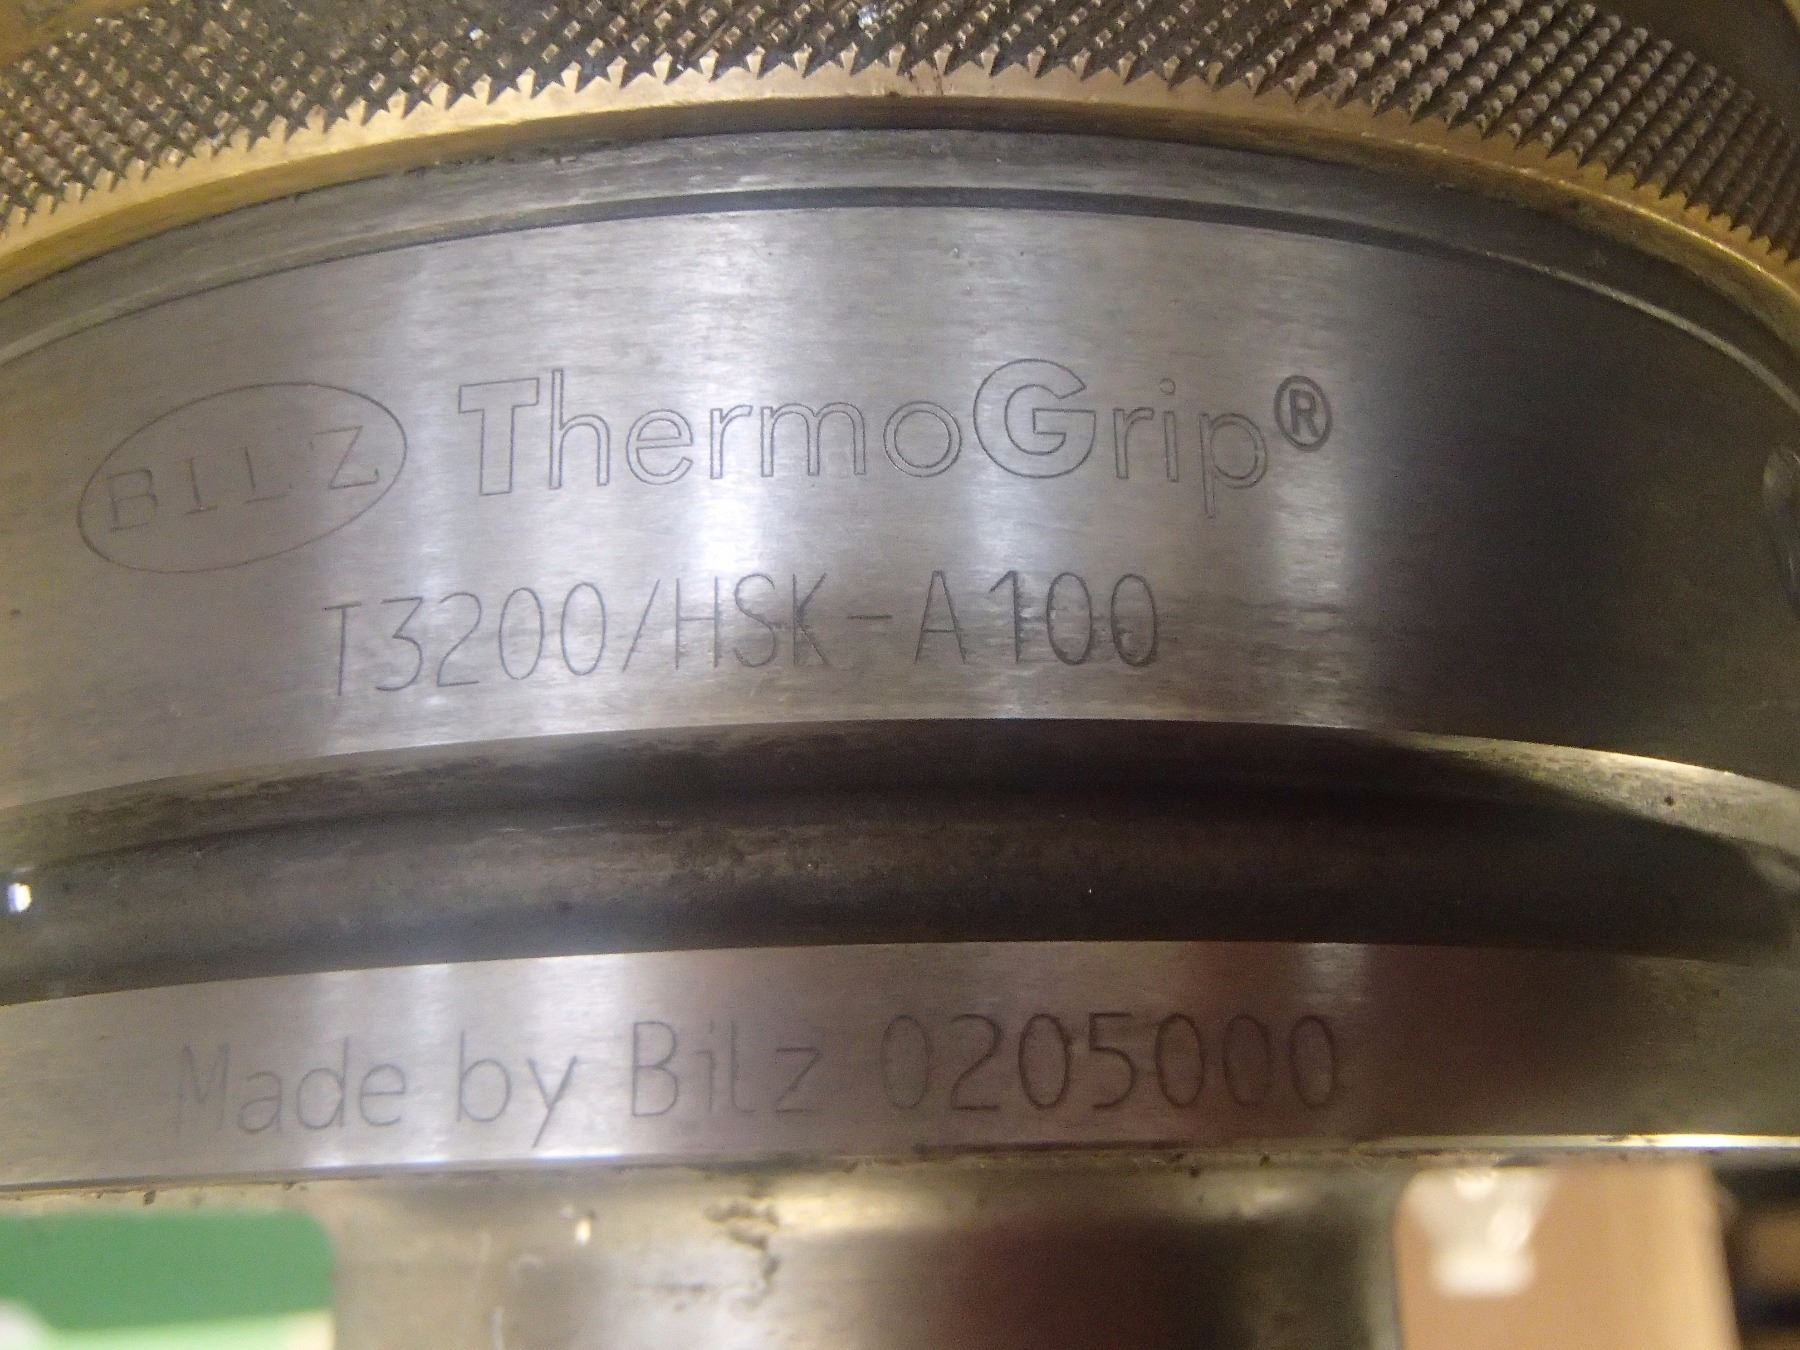 BILZ ThermoGrip®
T3200/HSK-A100
Made by Bilz 0205000